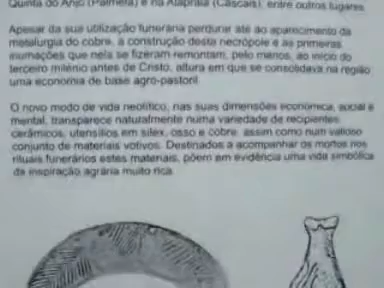 Quinta do Anjo (Palmela) e na Alapraia (Cascais), entre outros lugares.
Apesar da sua utilização funerária perdurar até ao aparecimento da
metalurgia do cobre, a construção desta necrópole e as primeiras
inumações que nela se fizeram remontam, pelo menos, ao início do
terceiro milénio antes de Cristo, altura em que se consolidava na região
uma economia de base agro-pastoril.
O novo modo de vida neolítico, nas suas dimensões económica, social e
mental, transparece naturalmente numa variedade de recipientes
cerâmicos, utensílios em sílex, osso e cobre, assim como num valioso
conjunto de materiais votivos. Destinados a acompanhar os mortos nos
rituais funerários estes materiais, põem em evidência uma vida simbólica
da inspiração agrária muito rica.